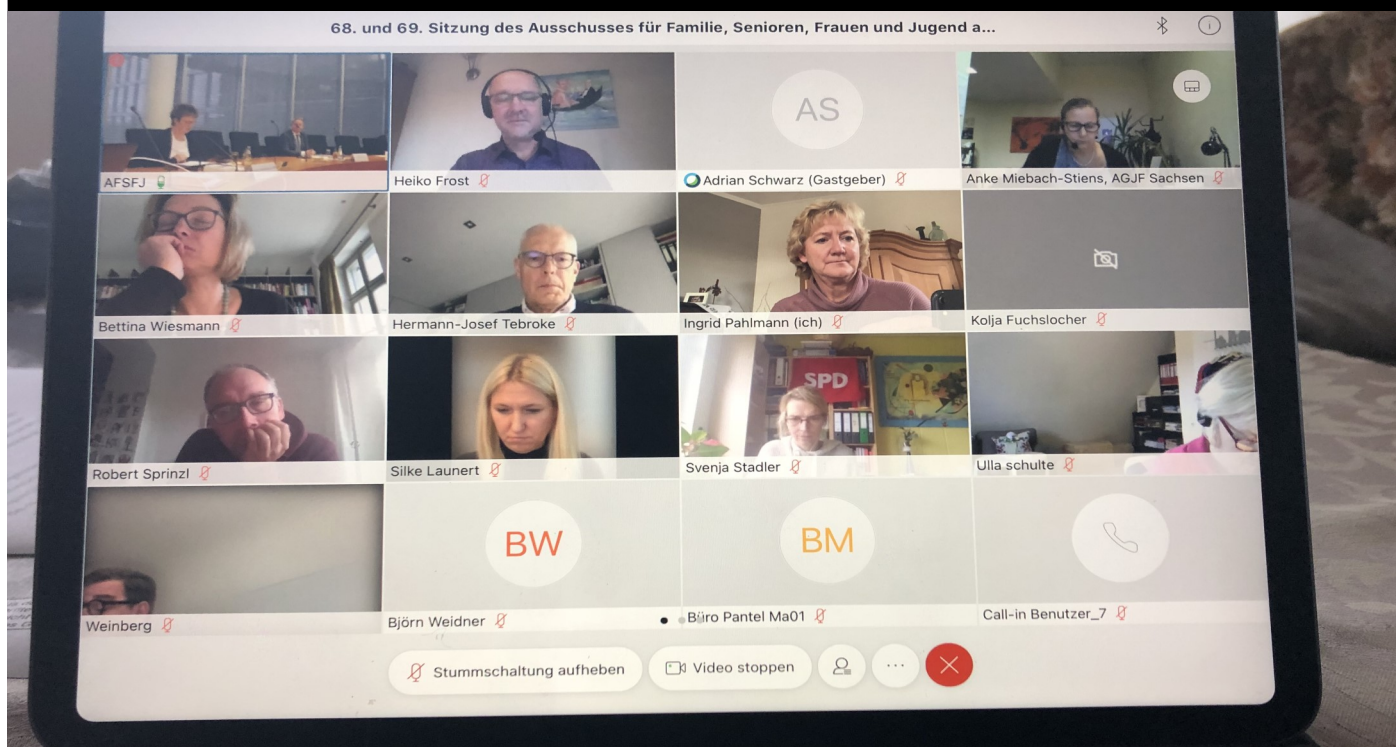 68. und 69. Sitzung des Ausschusses für Familie, Senioren, Frauen und Jugend a...
AFSFJ
Heiko Frost
AS
Adrian Schwarz (Gastgeber)
Anke Miebach-Stiens, AGJF Sachsen
Bettina Wiesmann
Hermann-Josef Tebroke
Ingrid Pahlmann (ich)
Kolja Fuchslocher
Robert Sprinzl
Silke Launert
SPD
Svenja Stadler
Ulla schulte
Weinberg
BW
Björn Weidner
BM
Büro Pantel Ma01
Call-in Benutzer_7
Stummschaltung aufheben
Video stoppen